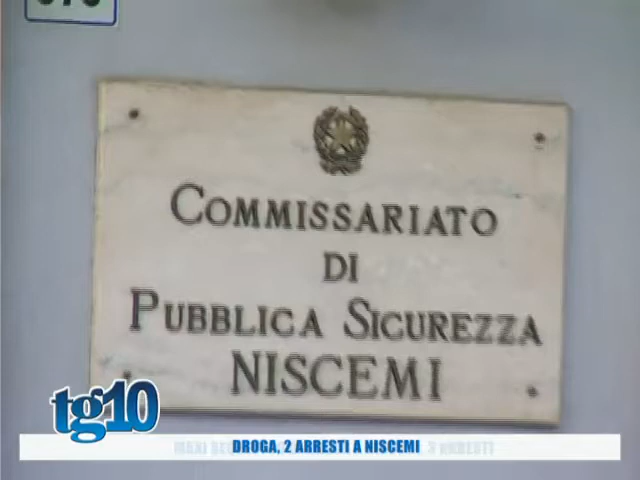 COMMISSARIATO
DI
PUBBLICA SICUREZZA
NISCEMI
tg10
DROGA, 2 ARRESTI A NISCEMI